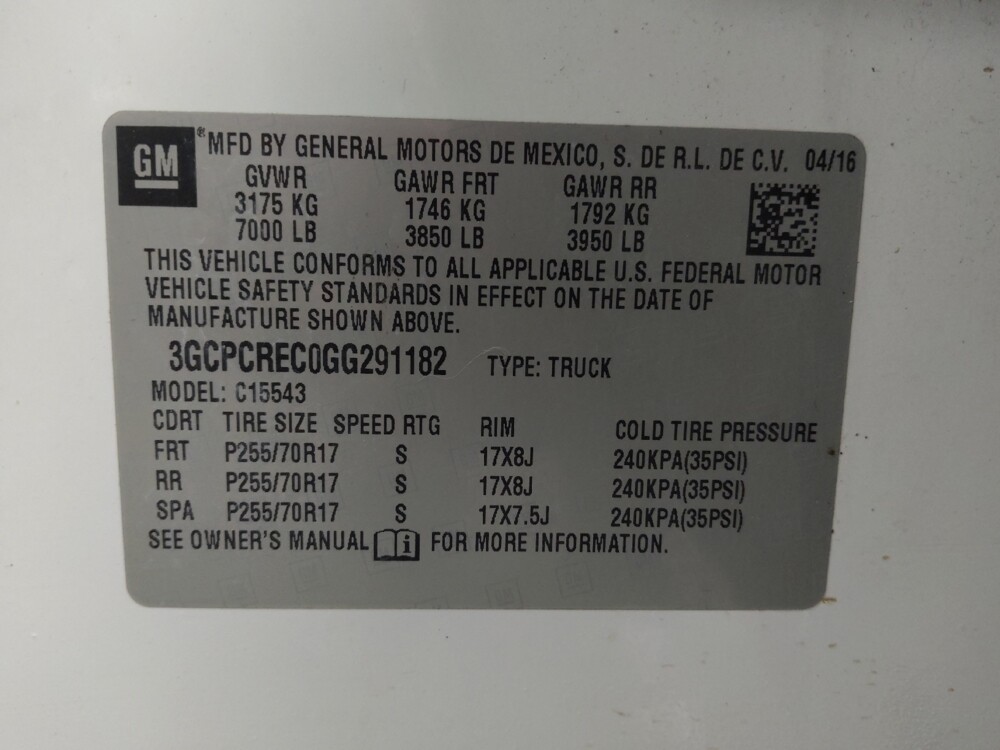 GM ® MFD BY GENERAL MOTORS DE MEXICO, S. DE R.L. DE C.V. 04/16
GVWR GAWR FRT GAWR RR
3175 KG 1746 KG 1792 KG
7000 LB 3850 LB 3950 LB
THIS VEHICLE CONFORMS TO ALL APPLICABLE U.S. FEDERAL MOTOR
VEHICLE SAFETY STANDARDS IN EFFECT ON THE DATE OF
MANUFACTURE SHOWN ABOVE.
3GCPCREC0GG291182 TYPE: TRUCK
MODEL: C15543
CDRT TIRE SIZE SPEED RTG RIM COLD TIRE PRESSURE
FRT P255/70R17 S 17X8J 240KPA(35PSI)
RR P255/70R17 S 17X8J 240KPA(35PSI)
SPA P255/70R17 S 17X7.5J 240KPA(35PSI)
SEE OWNER'S MANUAL i FOR MORE INFORMATION.